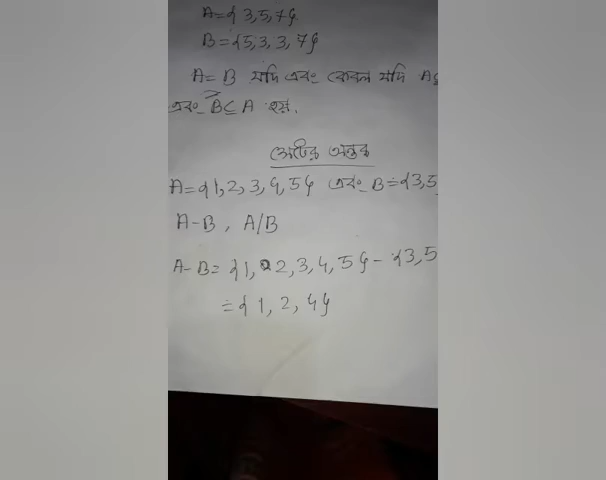 A={3,5,7}
B={5,3,3,7}
A=B যদি এবং কেবল যদি A⊆
এবং B⊆A হয়.
সেটের অন্তর
A={1,2,3,4,5} এবং B={3,5
A-B, A/B
A-B={1,2,3,4,5}-{3,5
={1,2,4}